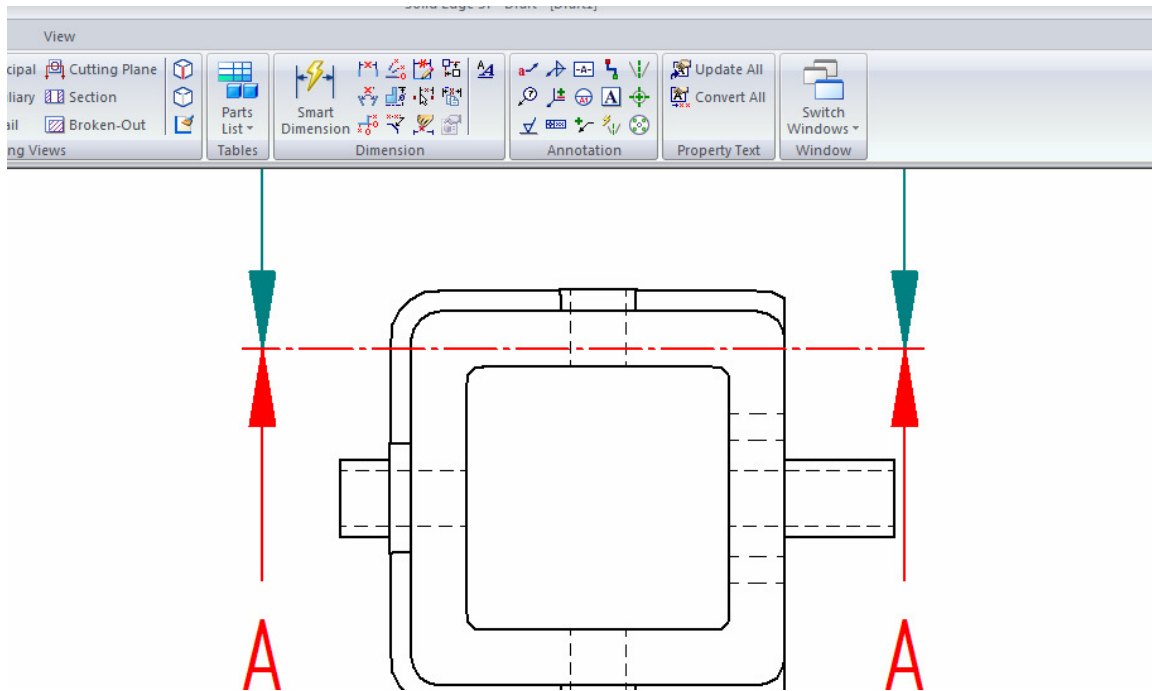 View
cipal Cutting Plane
liary Section
ail Broken-Out
ng Views
Parts
List
Tables
Smart
Dimension
Dimension
Annotation
Update All
Convert All
Property Text
Switch
Windows
Window
A A